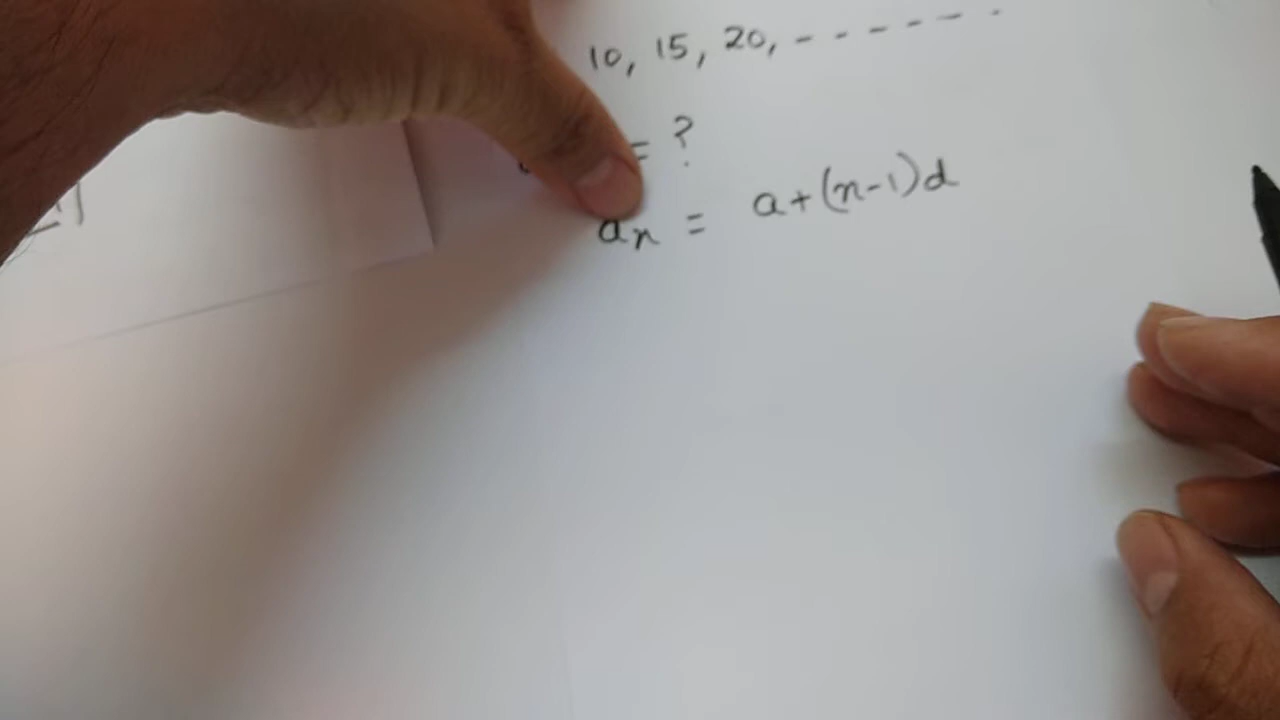 10, 15, 20, - - - - - - -
= ?
an = a+(n-1)d